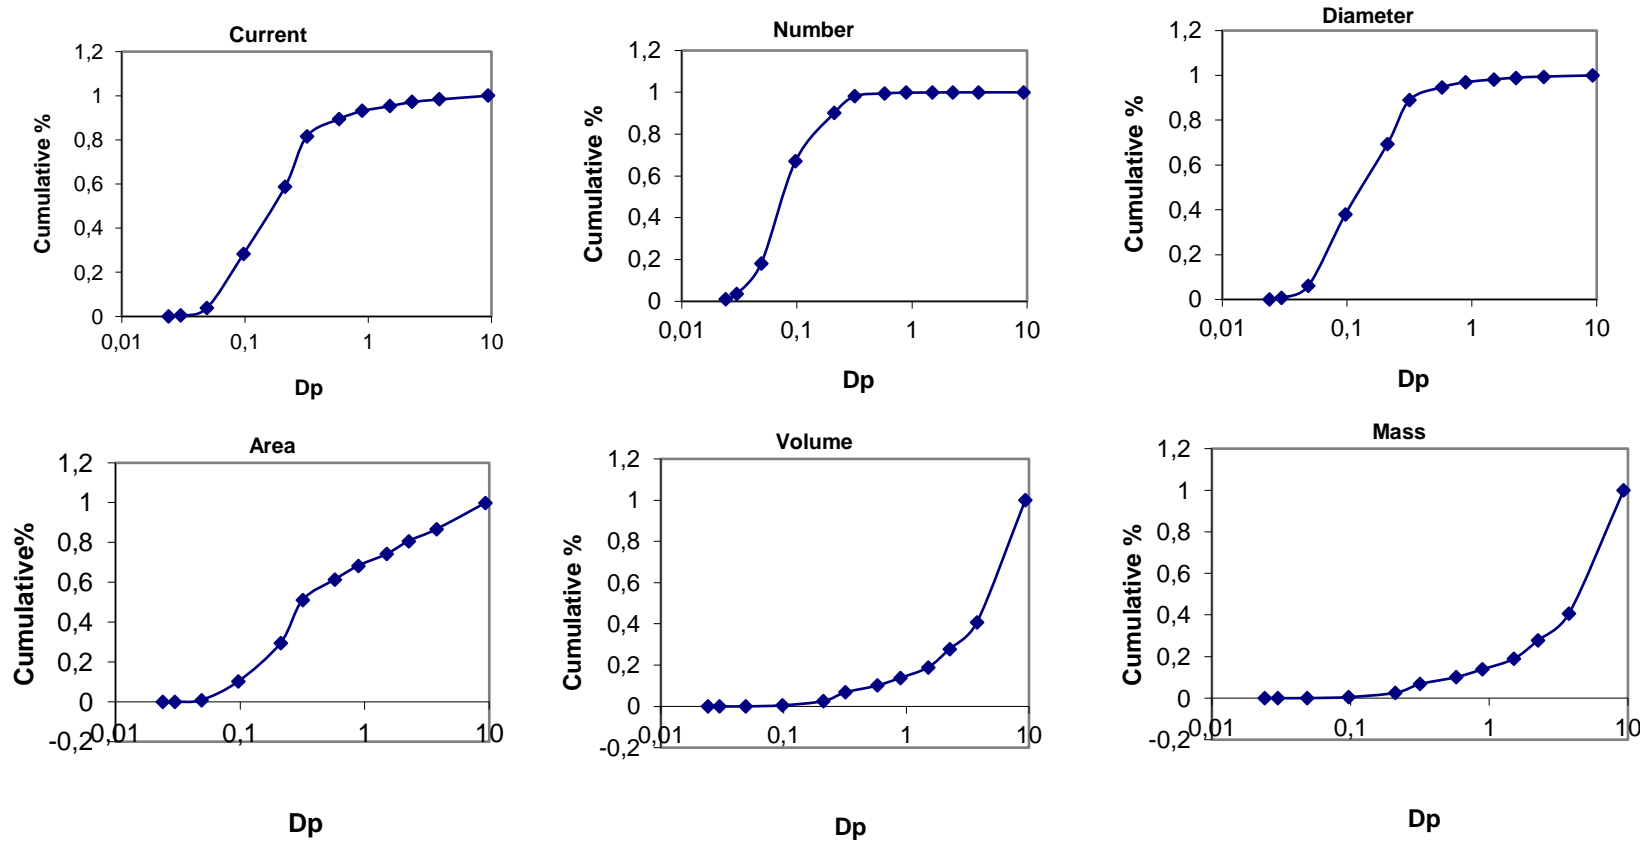 Current
Cumulative %
1,2
1
0,8
0,6
0,4
0,2
0
0,01 0,1 1 10
Dp
Number
Cumulative %
1,2
1
0,8
0,6
0,4
0,2
0
0,01 0,1 1 10
Dp
Diameter
Cumulative %
1,2
1
0,8
0,6
0,4
0,2
0
0,01 0,1 1 10
Dp
Area
Cumulative%
1,2
1
0,8
0,6
0,4
0,2
0
-0,2
0,01 0,1 1 10
Dp
Volume
Cumulative %
1,2
1
0,8
0,6
0,4
0,2
0
-0,2
0,01 0,1 1 10
Dp
Mass
Cumulative %
1,2
1
0,8
0,6
0,4
0,2
0
-0,2
0,01 0,1 1 10
Dp